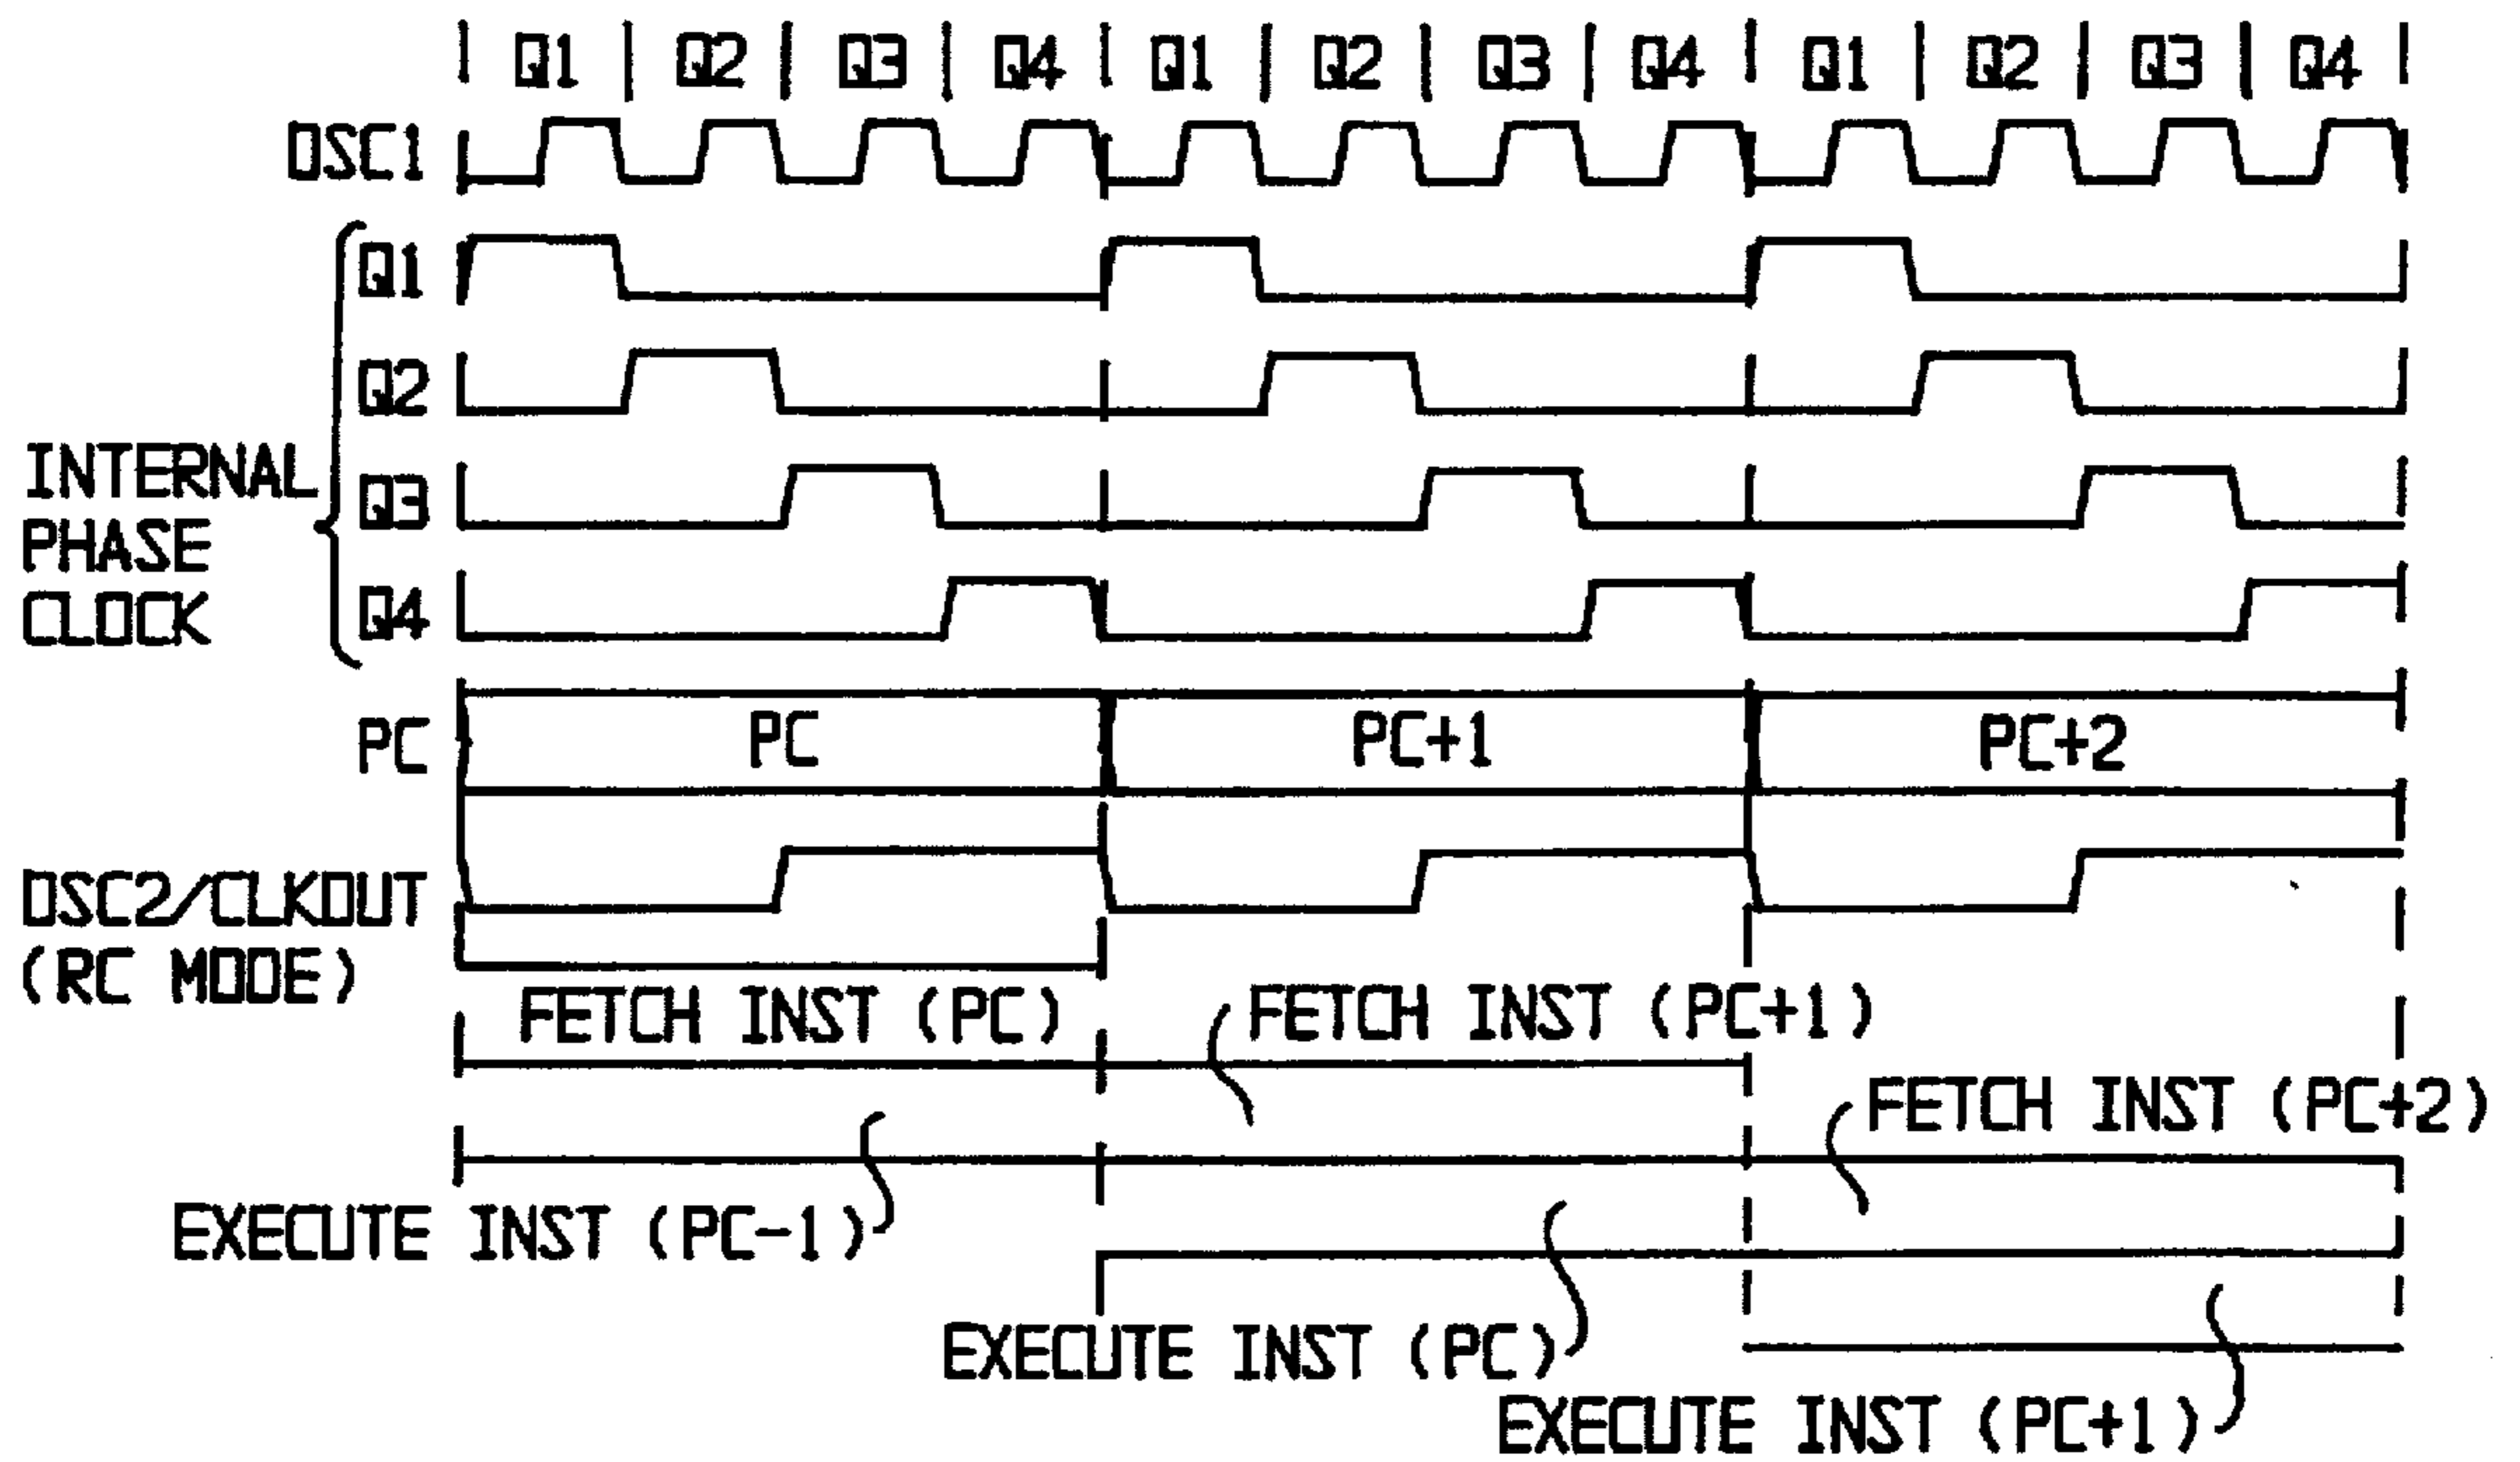 Q1 Q2 Q3 Q4 Q1 Q2 Q3 Q4 Q1 Q2 Q3 Q4
OSC1
Q1
Q2
INTERNAL
PHASE
CLOCK
Q3
Q4
PC PC PC+1 PC+2
OSC2/CLKOUT
(RC MODE)
FETCH INST (PC) FETCH INST (PC+1)
FETCH INST (PC+2)
EXECUTE INST (PC-1)
EXECUTE INST (PC)
EXECUTE INST (PC+1)